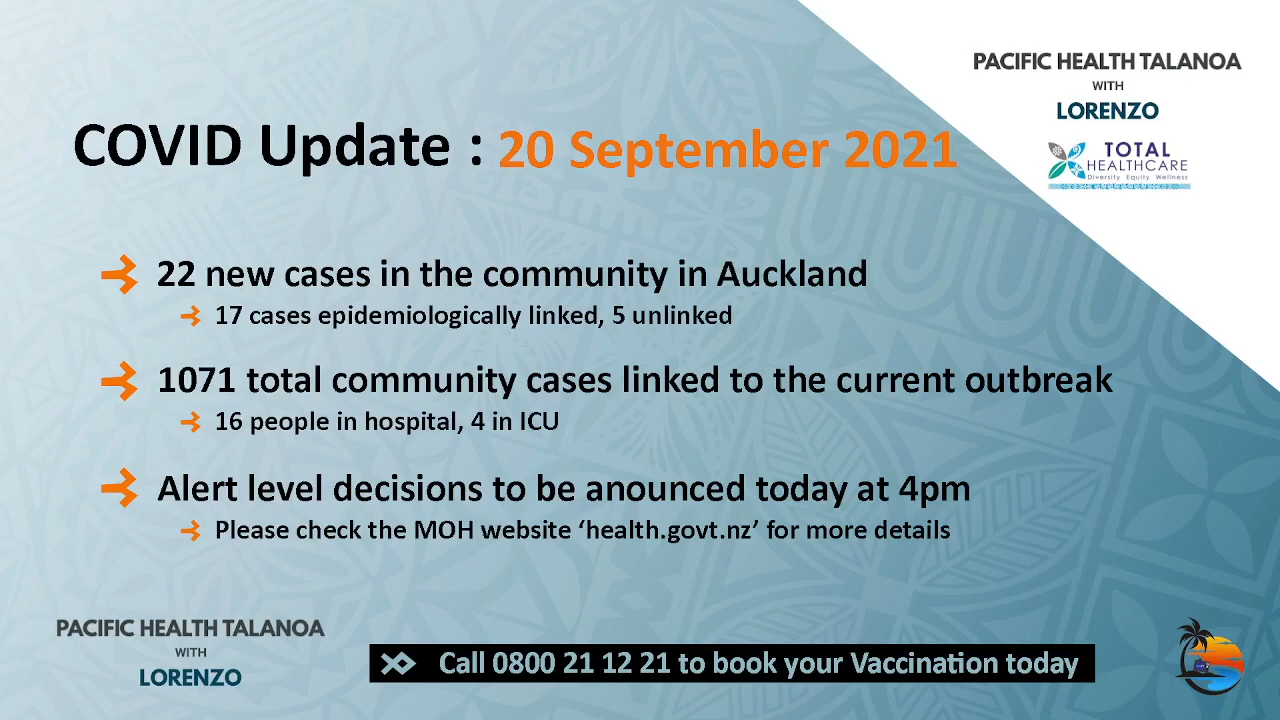 PACIFIC HEALTH TALANOA
WITH
LORENZO
TOTAL
HEALTHCARE
Diversity Equity Wellness
COVID Update : 20 September 2021
22 new cases in the community in Auckland
17 cases epidemiologically linked, 5 unlinked
1071 total community cases linked to the current outbreak
16 people in hospital, 4 in ICU
Alert level decisions to be anounced today at 4pm
Please check the MOH website ‘health.govt.nz’ for more details
PACIFIC HEALTH TALANOA
WITH
LORENZO
Call 0800 21 12 21 to book your Vaccination today